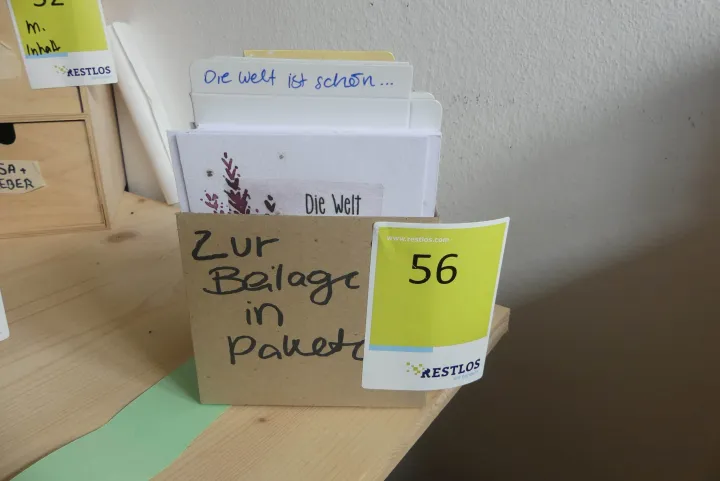 52
m.
Inhalt
RESTLOS
Die Welt ist schön...
Die Welt
SA +
EBER
Zur
Beilage
in
Pakete
www.restlos.com
56
RESTLOS